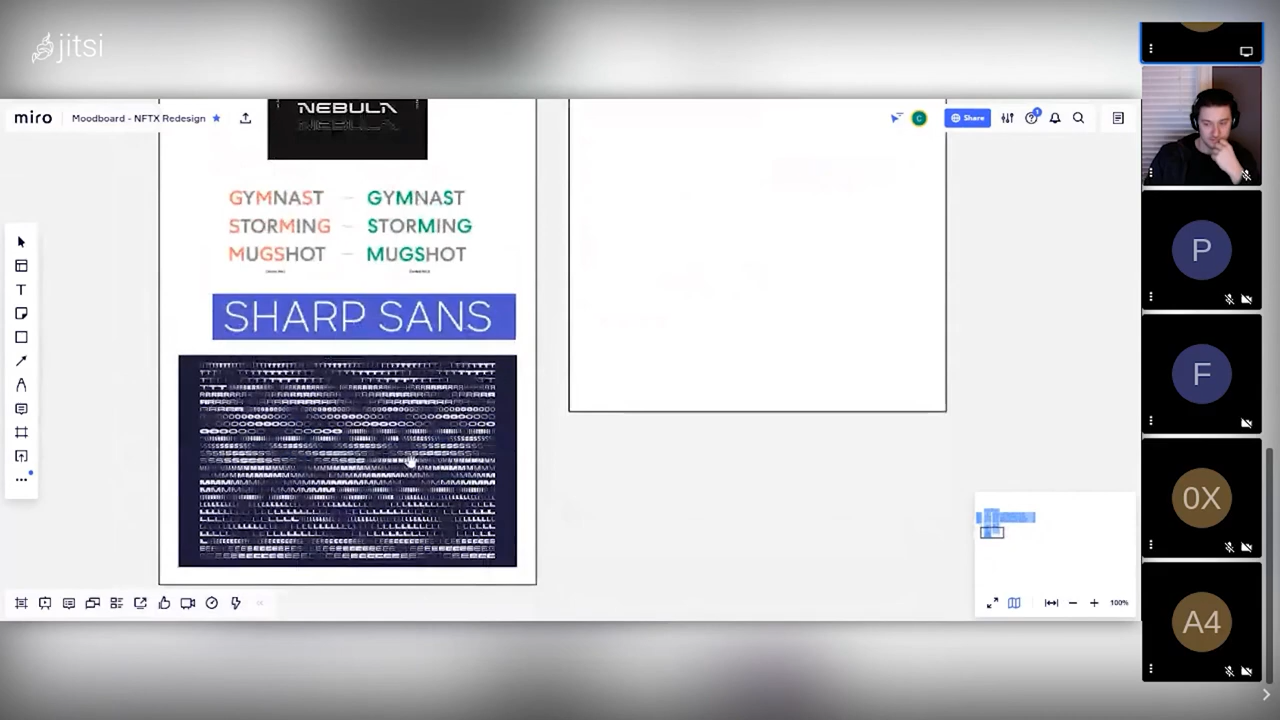 jitsi
miro
Moodboard - NFTX Redesign
C
Share
NEBULA
GYMNAST — GYMNAST
STORMING STORMING
MUGSHOT — MUGSHOT
SHARP SANS
100%
P
F
0X
A4